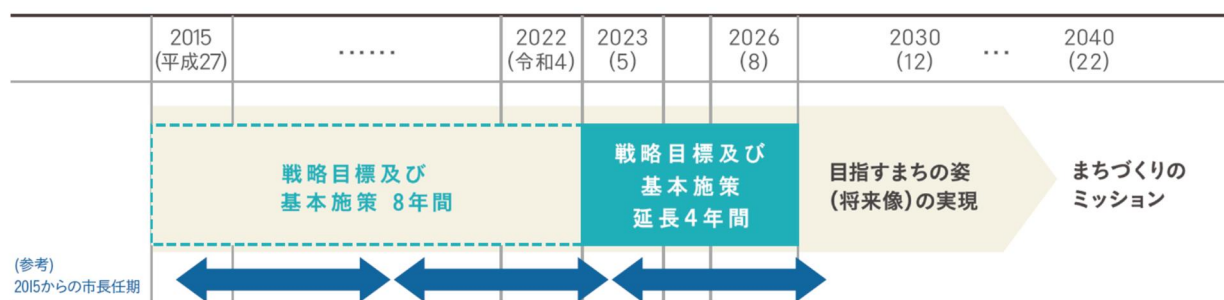 2015
(平成27)
……
2022
(令和4)
2023
(5)
2026
(8)
2030
(12)
…
2040
(22)
戦略目標及び
基本施策 8年間
戦略目標及び
基本施策
延長4年間
目指すまちの姿
(将来像)の実現
まちづくりの
ミッション
(参考)
2015からの市長任期